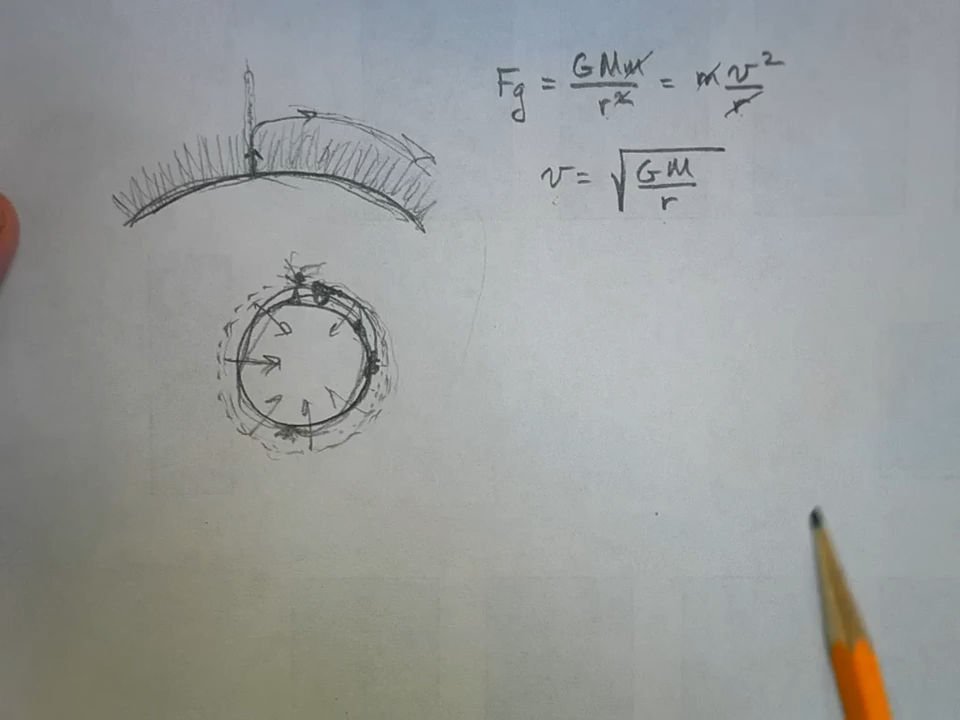 Fg = GMm/r² = m v²/r
v = √(GM/r)